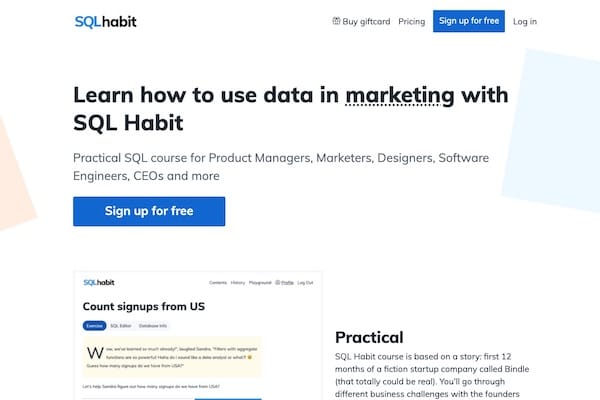 SQLhabit
Buy giftcard Pricing Sign up for free Log in
Learn how to use data in marketing with
SQL Habit
Practical SQL course for Product Managers, Marketers, Designers, Software
Engineers, CEOs and more
Sign up for free
SQLhabit
Contents History Playground Profile Log Out
Count signups from US
Exercise SQL Editor Database Info
Wow, we've learned so much already!", laughed Sandra. "Filters with aggregate
functions are so powerful! Haha do I sound like a data analyst or what?! 😄
Guess how many signups do we have from USA?"
Let's help Sandra figure out how many signups do we have from USA?
Practical
SQL Habit course is based on a story: first 12
months of a fiction startup company called Bindle
(that totally could be real). You'll go through
different business challenges with the founders